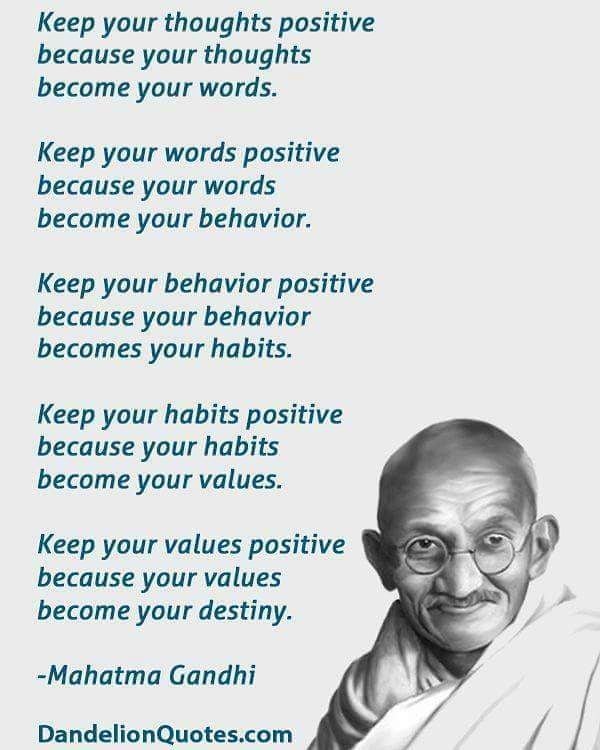 Keep your thoughts positive
because your thoughts
become your words.
Keep your words positive
because your words
become your behavior.
Keep your behavior positive
because your behavior
becomes your habits.
Keep your habits positive
because your habits
become your values.
Keep your values positive
because your values
become your destiny.
-Mahatma Gandhi
DandelionQuotes.com